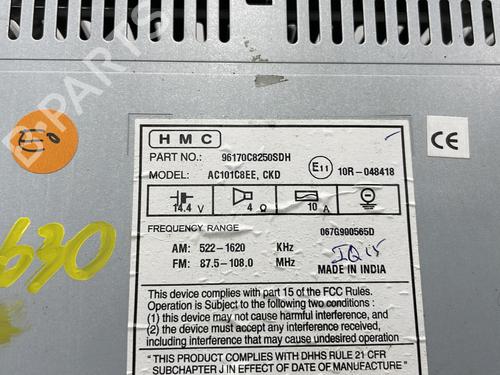 HMC
PART NO.: 96170C8250SDH
MODEL: AC101C8EE, CKD
E11 10R-048418
CE
14.4 V 4 Ω 10 A
FREQUENCY RANGE 067G900565D
AM: 522-1620 KHz
FM: 87.5-108.0 MHz
MADE IN INDIA
This device complies with part 15 of the FCC Rules.
Operation is Subject to the following two conditions :
(1) this device may not cause harmful interference, and
(2) the device must accept any interference received,
including interference that may cause undesired operation
" THIS PRODUCT COMPLIES WITH DHHS RULE 21 CFR
SUBCHAPTER J IN EFFECT DATE OF MANUFACTURE"
630
B-PARTS